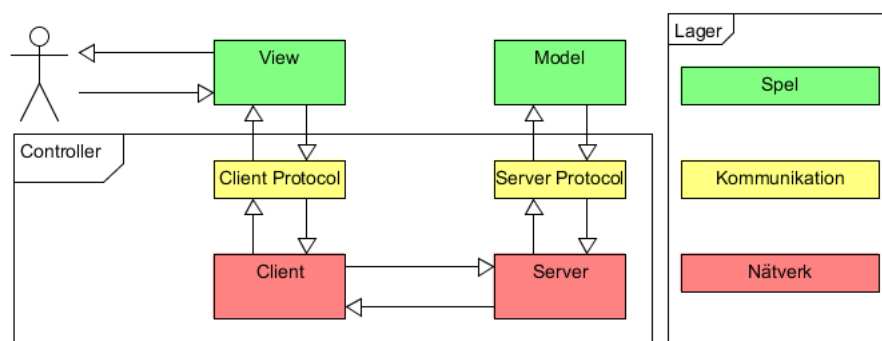 View
Model
Lager
Spel
Controller
Client Protocol
Server Protocol
Kommunikation
Client
Server
Nätverk